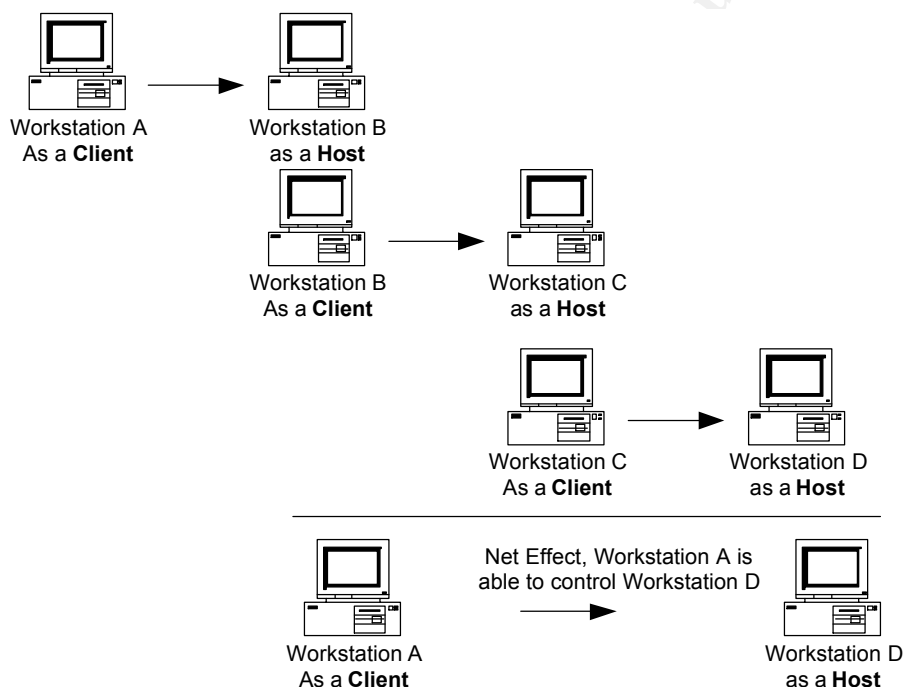 Workstation A
As a Client
Workstation B
as a Host
Workstation B
As a Client
Workstation C
as a Host
Workstation C
As a Client
Workstation D
as a Host
Net Effect, Workstation A is
able to control Workstation D
Workstation A
As a Client
Workstation D
as a Host